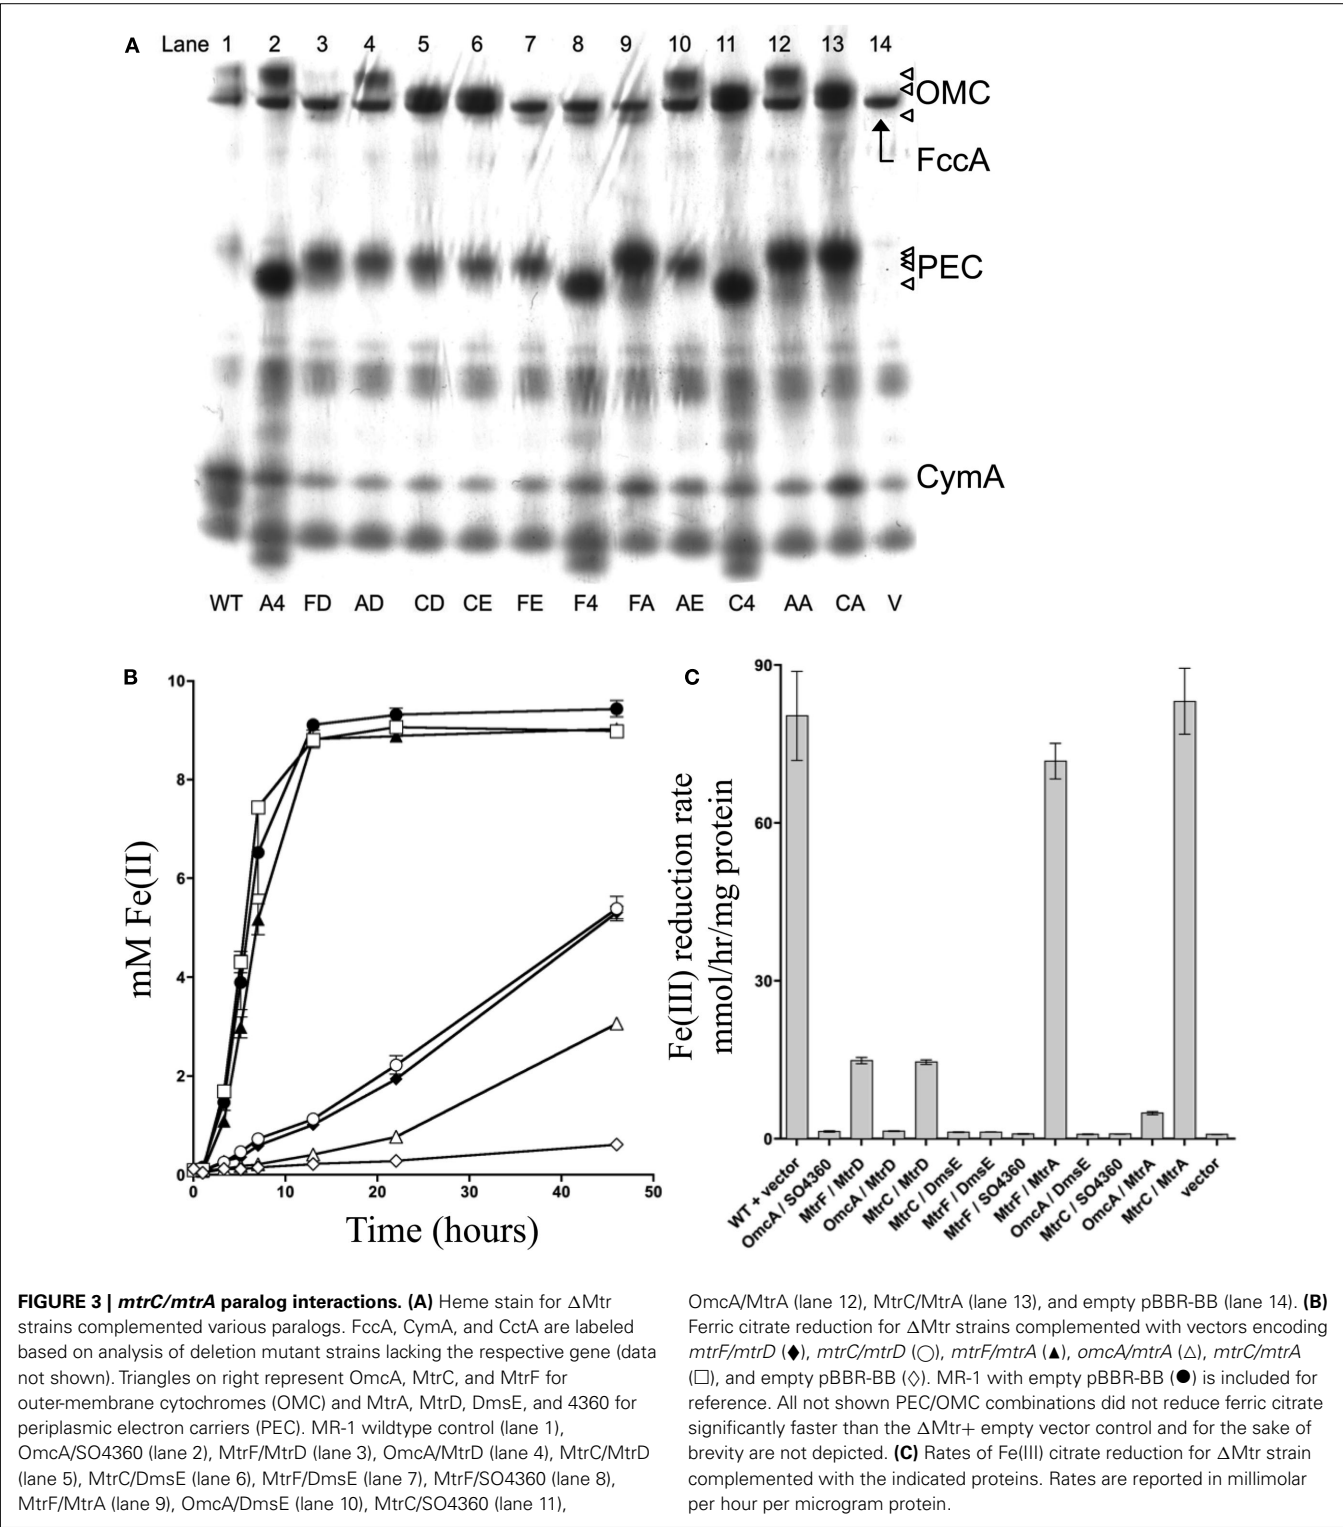 A Lane 1 2 3 4 5 6 7 8 9 10 11 12 13 14
OMC
FccA
PEC
CymA
WT A4 FD AD CD CE FE F4 FA AE C4 AA CA V
B
10
8
6
4
2
0
mM Fe(II)
0 10 20 30 40 50
Time (hours)
C
90
60
30
0
Fe(III) reduction rate
mmol/hr/mg protein
WT + vector
OmcA / SO4360
MtrF / MtrD
OmcA / MtrD
MtrC / MtrD
MtrC / DmsE
MtrF / DmsE
MtrF / SO4360
MtrF / MtrA
OmcA / DmsE
MtrC / SO4360
OmcA / MtrA
MtrC / MtrA
vector
FIGURE 3 | mtrC/mtrA paralog interactions. (A) Heme stain for ΔMtr
strains complemented various paralogs. FccA, CymA, and CctA are labeled
based on analysis of deletion mutant strains lacking the respective gene (data
not shown). Triangles on right represent OmcA, MtrC, and MtrF for
outer-membrane cytochromes (OMC) and MtrA, MtrD, DmsE, and 4360 for
periplasmic electron carriers (PEC). MR-1 wildtype control (lane 1),
OmcA/SO4360 (lane 2), MtrF/MtrD (lane 3), OmcA/MtrD (lane 4), MtrC/MtrD
(lane 5), MtrC/DmsE (lane 6), MtrF/DmsE (lane 7), MtrF/SO4360 (lane 8),
MtrF/MtrA (lane 9), OmcA/DmsE (lane 10), MtrC/SO4360 (lane 11),
OmcA/MtrA (lane 12), MtrC/MtrA (lane 13), and empty pBBR-BB (lane 14). (B)
Ferric citrate reduction for ΔMtr strains complemented with vectors encoding
mtrF/mtrD (♦), mtrC/mtrD (○), mtrF/mtrA (▲), omcA/mtrA (△), mtrC/mtrA
(□), and empty pBBR-BB (◇). MR-1 with empty pBBR-BB (●) is included for
reference. All not shown PEC/OMC combinations did not reduce ferric citrate
significantly faster than the ΔMtr+ empty vector control and for the sake of
brevity are not depicted. (C) Rates of Fe(III) citrate reduction for ΔMtr strain
complemented with the indicated proteins. Rates are reported in millimolar
per hour per microgram protein.